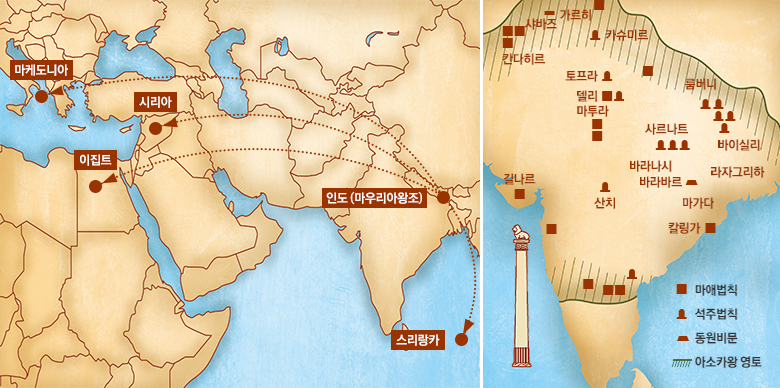 마케도니아
시리아
이집트
인도 (마우리아왕조)
스리랑카
가르히
샤바즈
카슈미르
칸다히르
토프라
룸비니
델리
마투라
사르나트
바이실리
바라나시
라자그리하
바라바르
길나르
산치
마가다
칼링가
마애법칙
석주법칙
동원비문
아소카왕 영토